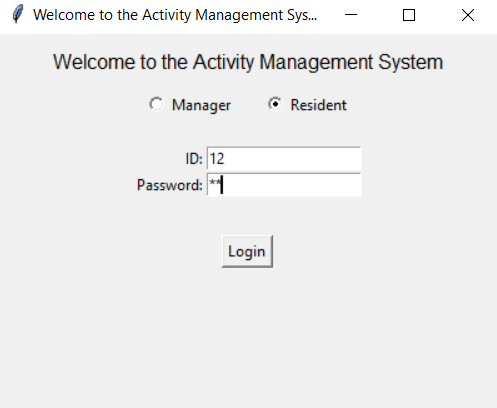 Welcome to the Activity Management Sys...
Welcome to the Activity Management System
Manager Resident
ID: 12
Password: **
Login